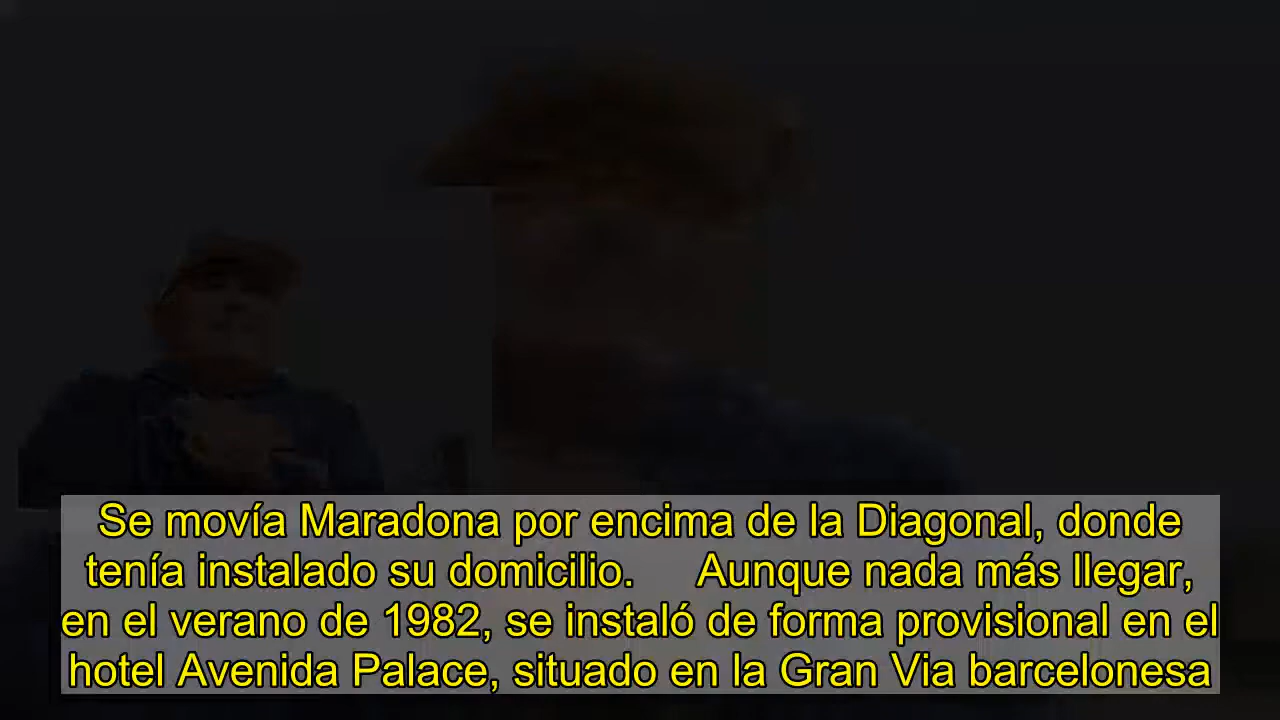 Se movía Maradona por encima de la Diagonal, donde
tenía instalado su domicilio. Aunque nada más llegar,
en el verano de 1982, se instaló de forma provisional en el
hotel Avenida Palace, situado en la Gran Via barcelonesa